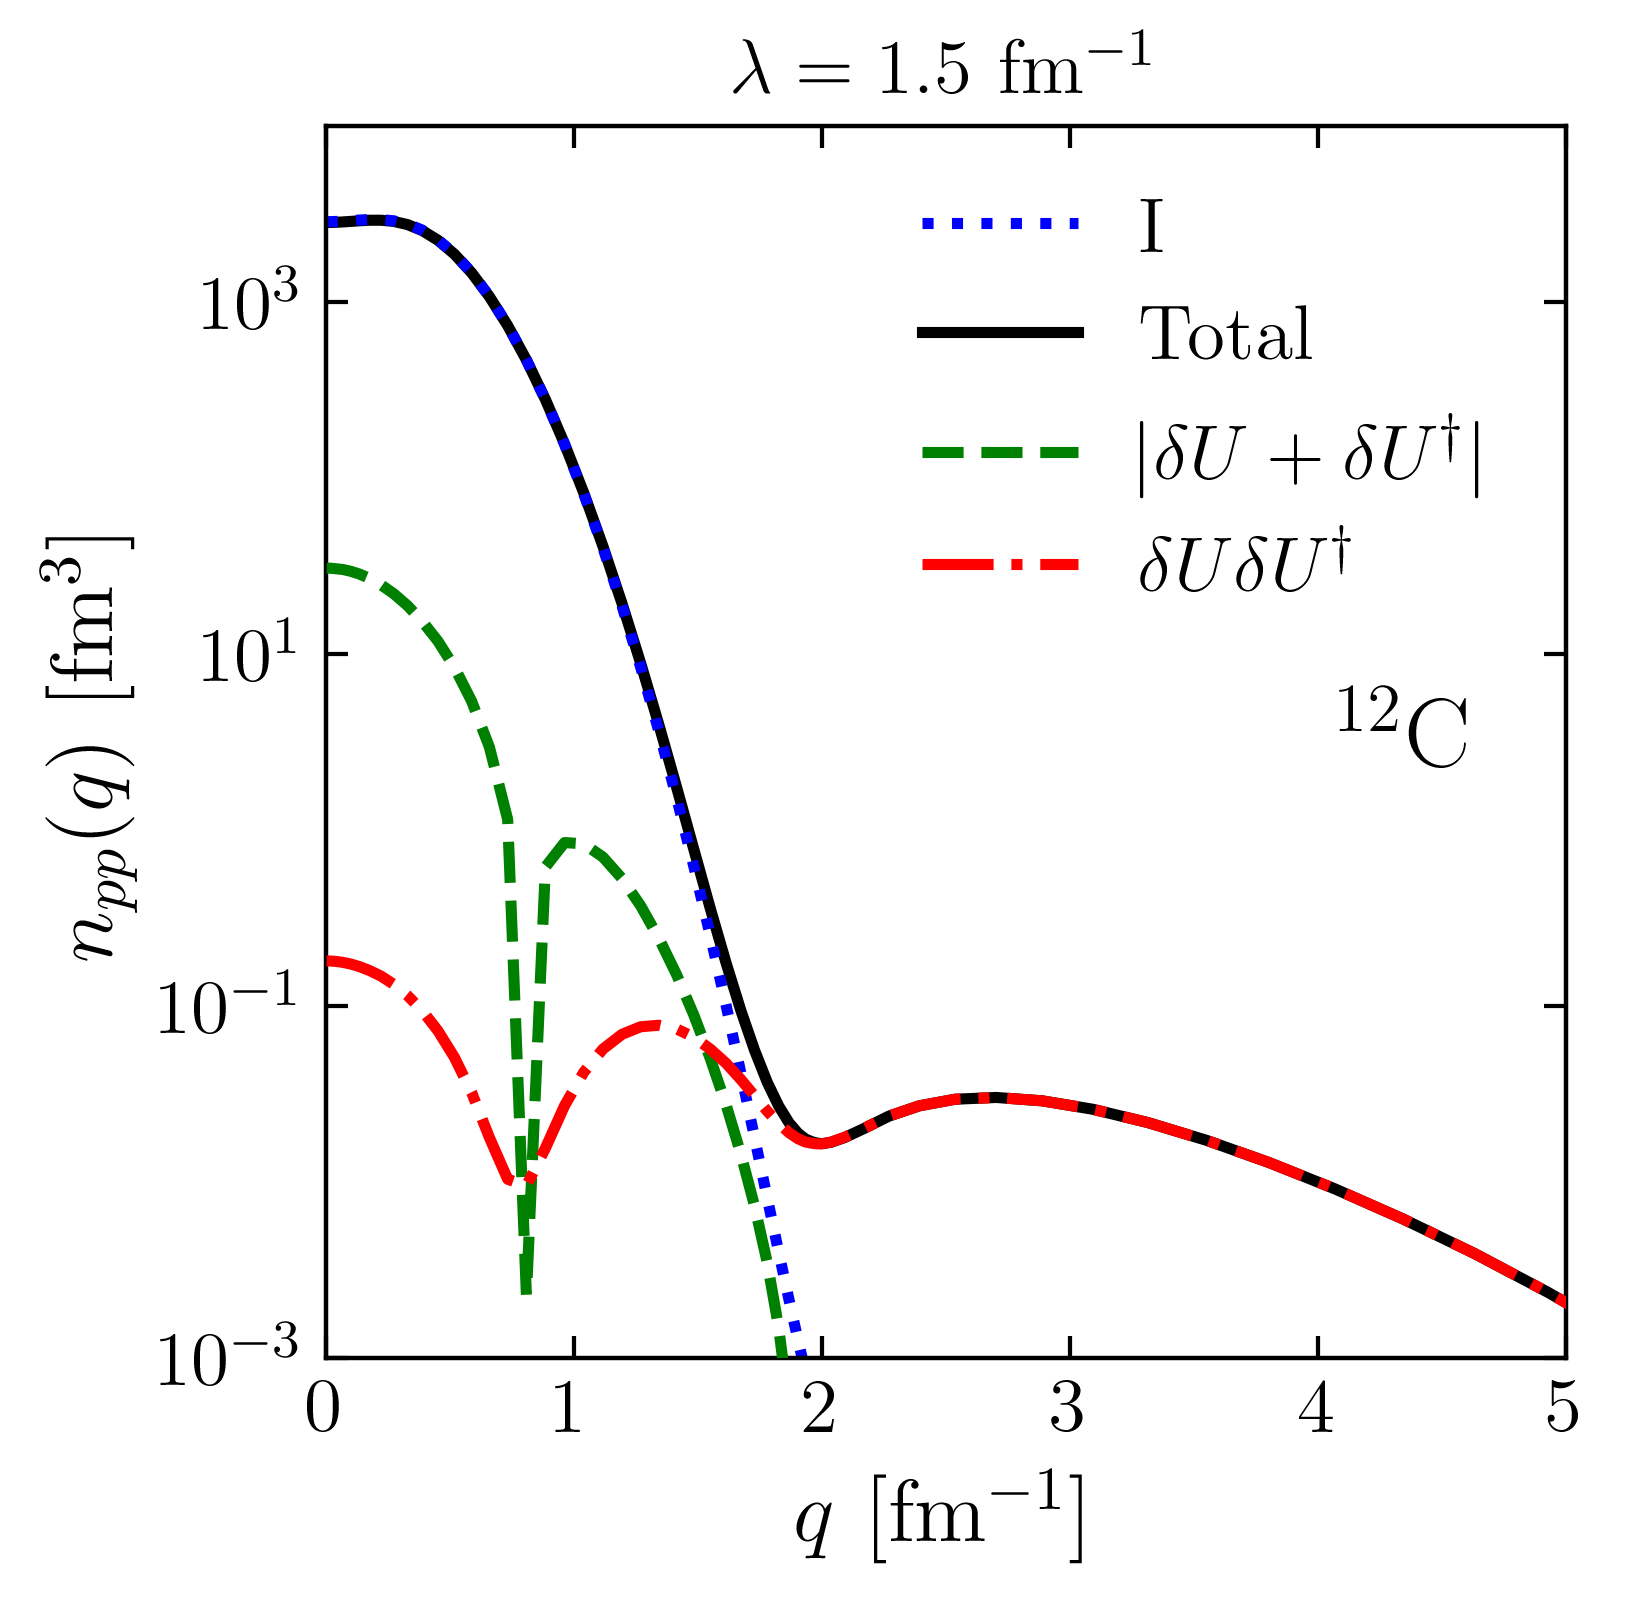 λ = 1.5 fm⁻¹
I
Total
|δU + δU†|
δUδU†
¹²C
n_pp(q) [fm³]
10³
10¹
10⁻¹
10⁻³
0 1 2 3 4 5
q [fm⁻¹]